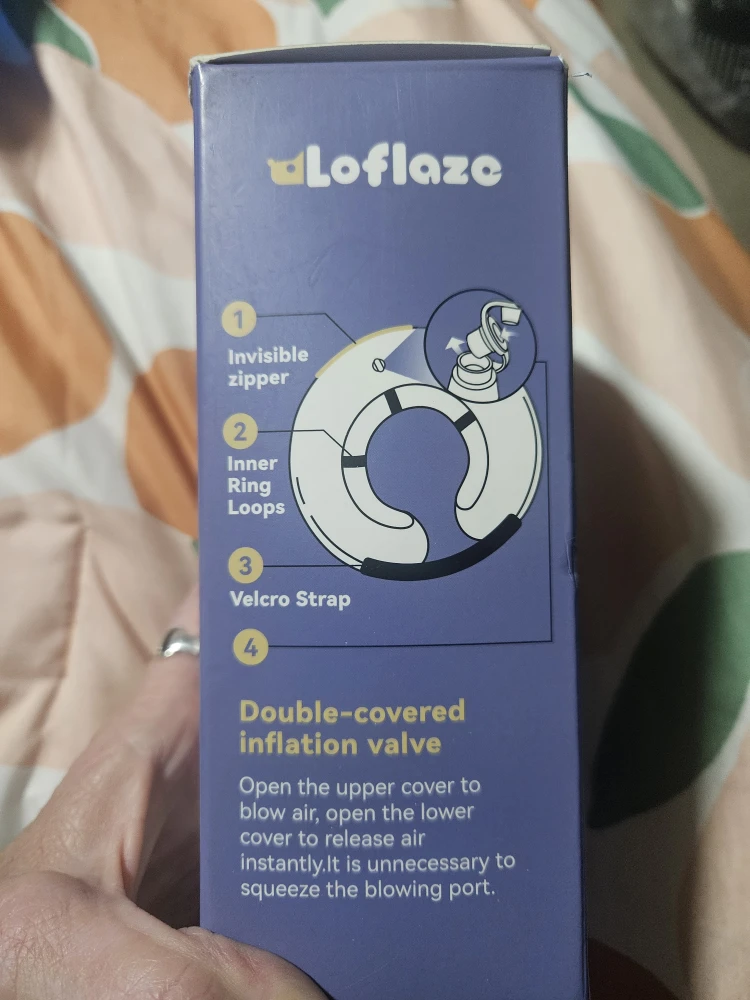 Loflaze
1
Invisible
zipper
2
Inner
Ring
Loops
3
Velcro Strap
4
Double-covered
inflation valve
Open the upper cover to
blow air, open the lower
cover to release air
instantly.It is unnecessary to
squeeze the blowing port.